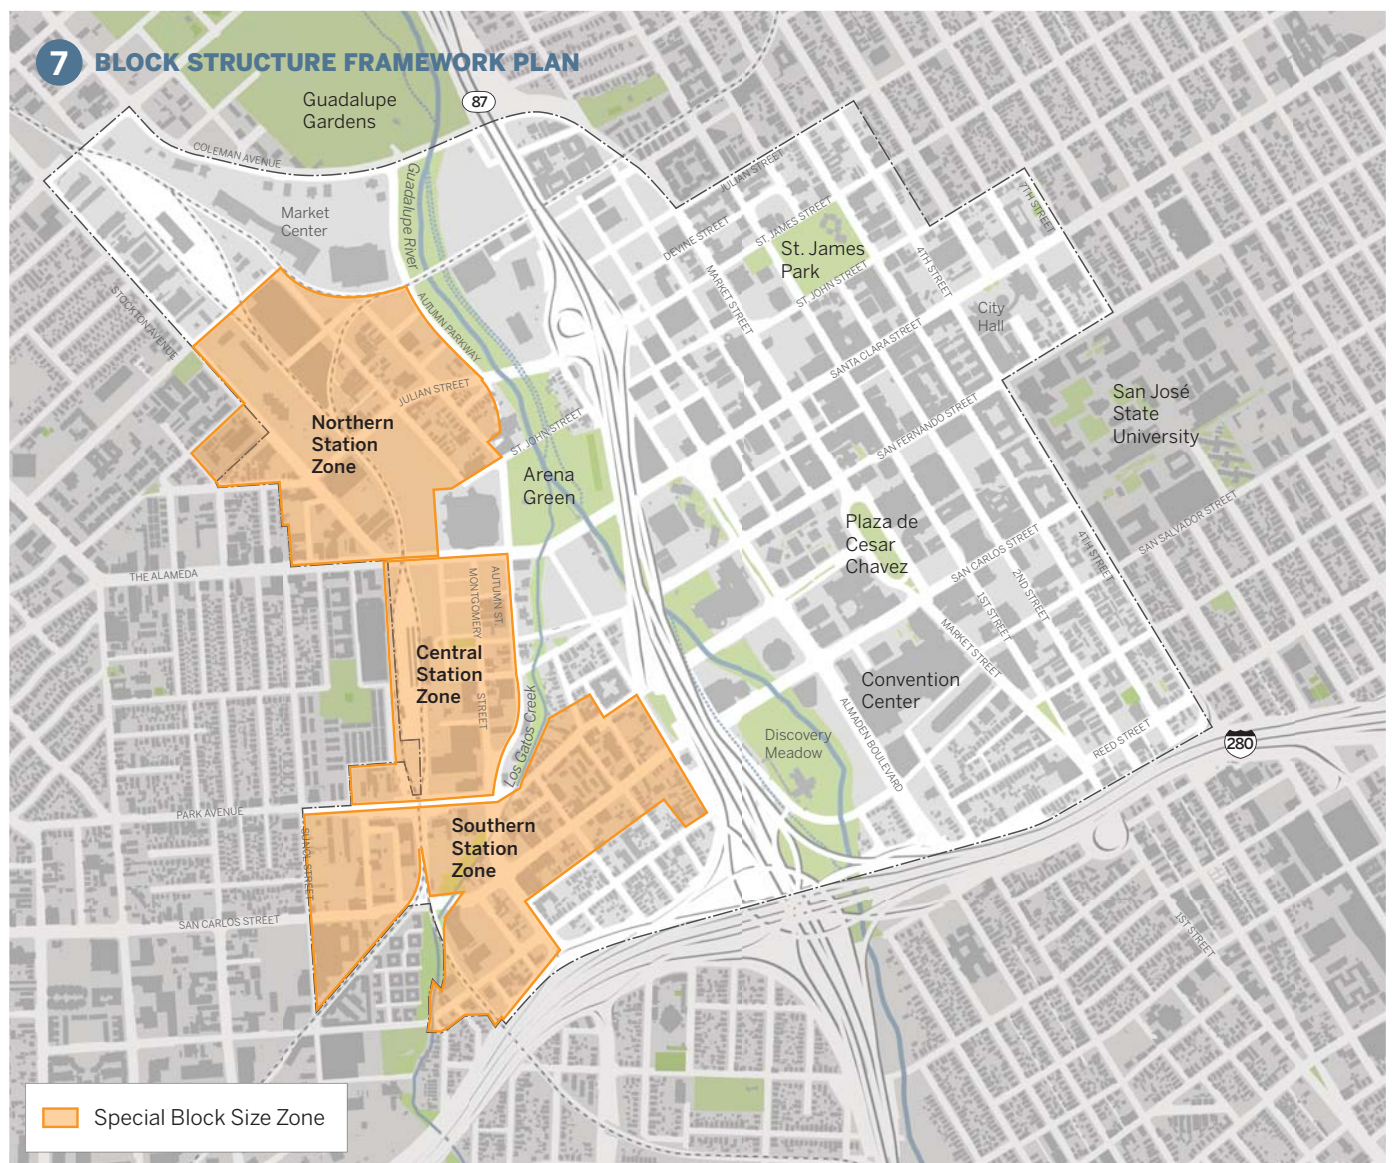 7 BLOCK STRUCTURE FRAMEWORK PLAN
Guadalupe
Gardens
87
COLEMAN AVENUE
Guadalupe River
Market
Center
JULIAN STREET
7TH STREET
ST. JAMES STREET
DEVINE STREET
St. James
Park
4TH STREET
MARKET STREET
ST. JOHN STREET
City
Hall
STOCKTON AVENUE
AUTUMN PARKWAY
SANTA CLARA STREET
JULIAN STREET
San José
State
University
Northern
Station
Zone
ST. JOHN STREET
SAN FERNANDO STREET
Arena
Green
Plaza de
Cesar
Chavez
SAN SALVADOR STREET
SAN CARLOS STREET
4TH STREET
THE ALAMEDA
AUTUMN ST.
MONTGOMERY
STREET
2ND STREET
1ST STREET
MARKET STREET
Central
Station
Zone
Convention
Center
Los Gatos Creek
ALMADEN BOULEVARD
Discovery
Meadow
REED STREET
280
PARK AVENUE
Southern
Station
Zone
SUNOL STREET
SAN CARLOS STREET
1ST STREET
Special Block Size Zone